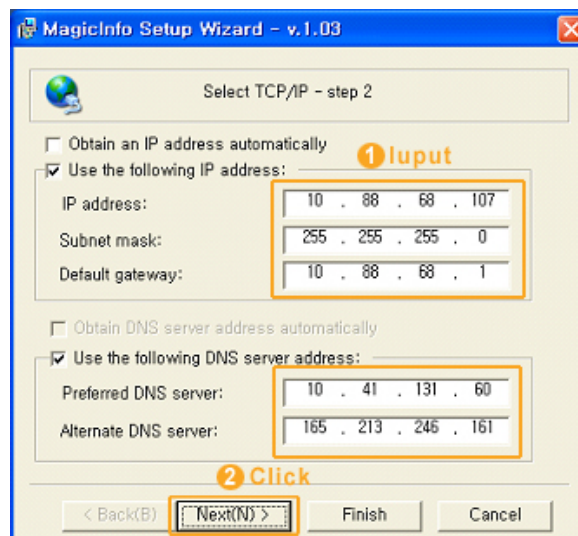 MagicInfo Setup Wizard - v.1.03
Select TCP/IP - step 2
Obtain an IP address automatically
1 Iuput
Use the following IP address:
IP address: 10 . 88 . 68 . 107
Subnet mask: 255 . 255 . 255 . 0
Default gateway: 10 . 88 . 68 . 1
Obtain DNS server address automatically
Use the following DNS server address:
Preferred DNS server: 10 . 41 . 131 . 60
Alternate DNS server: 165 . 213 . 246 . 161
2 Click
< Back(B) Next(N) > Finish Cancel